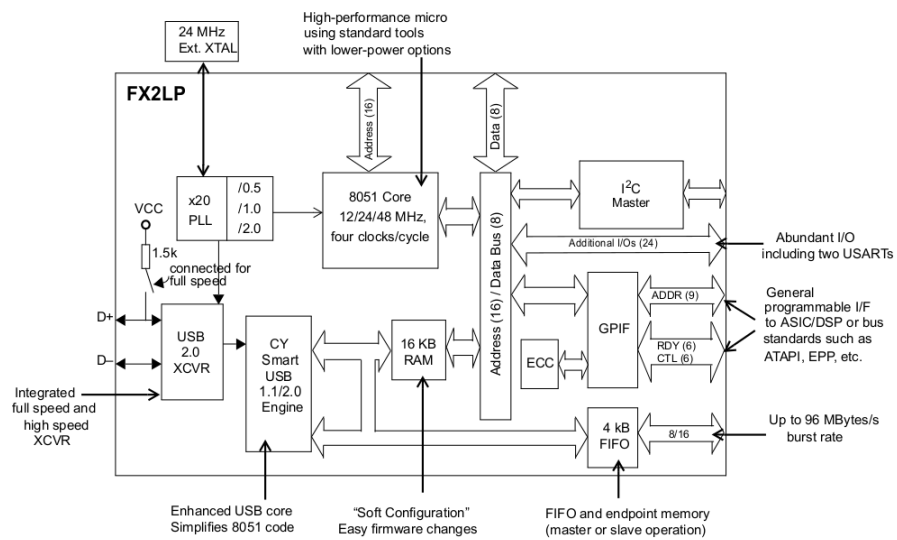 High-performance micro
using standard tools
with lower-power options
24 MHz
Ext. XTAL
FX2LP
Address (16)
Data (8)
x20
PLL
/0.5
/1.0
/2.0
8051 Core
12/24/48 MHz,
four clocks/cycle
I2C
Master
VCC
1.5k
connected for
full speed
Address (16) / Data Bus (8)
Additional I/Os (24)
Abundant I/O
including two USARTs
ADDR (9)
GPIF
RDY (6)
CTL (6)
General
programmable I/F
to ASIC/DSP or bus
standards such as
ATAPI, EPP, etc.
D+
D–
USB
2.0
XCVR
CY
Smart
USB
1.1/2.0
Engine
16 KB
RAM
ECC
Integrated
full speed and
high speed
XCVR
4 kB
FIFO
8/16
Up to 96 MBytes/s
burst rate
Enhanced USB core
Simplifies 8051 code
“Soft Configuration”
Easy firmware changes
FIFO and endpoint memory
(master or slave operation)